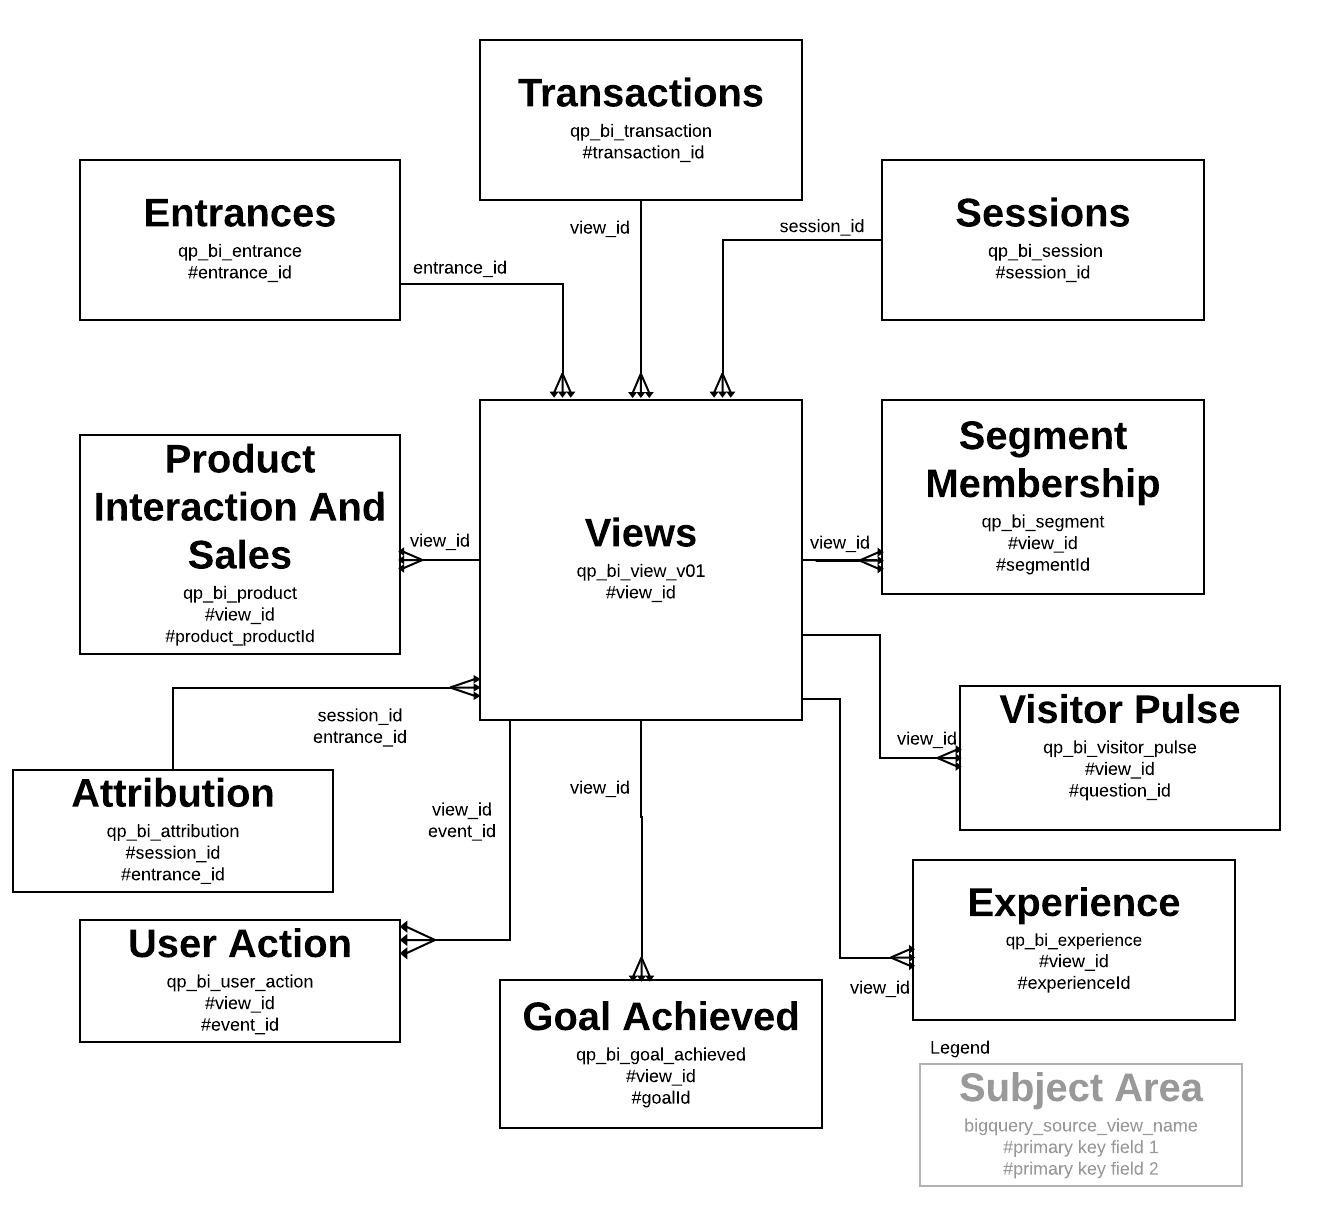 Transactions
qp_bi_transaction
#transaction_id
Entrances
qp_bi_entrance
#entrance_id
Sessions
qp_bi_session
#session_id
view_id
session_id
entrance_id
Product
Interaction And
Sales
qp_bi_product
#view_id
#product_productId
view_id
Views
qp_bi_view_v01
#view_id
view_id
Segment
Membership
qp_bi_segment
#view_id
#segmentId
session_id
entrance_id
Visitor Pulse
qp_bi_visitor_pulse
#view_id
#question_id
view_id
Attribution
qp_bi_attribution
#session_id
#entrance_id
view_id
event_id
view_id
User Action
qp_bi_user_action
#view_id
#event_id
Experience
qp_bi_experience
#view_id
#experienceId
view_id
Goal Achieved
qp_bi_goal_achieved
#view_id
#goalId
Legend
Subject Area
bigquery_source_view_name
#primary key field 1
#primary key field 2